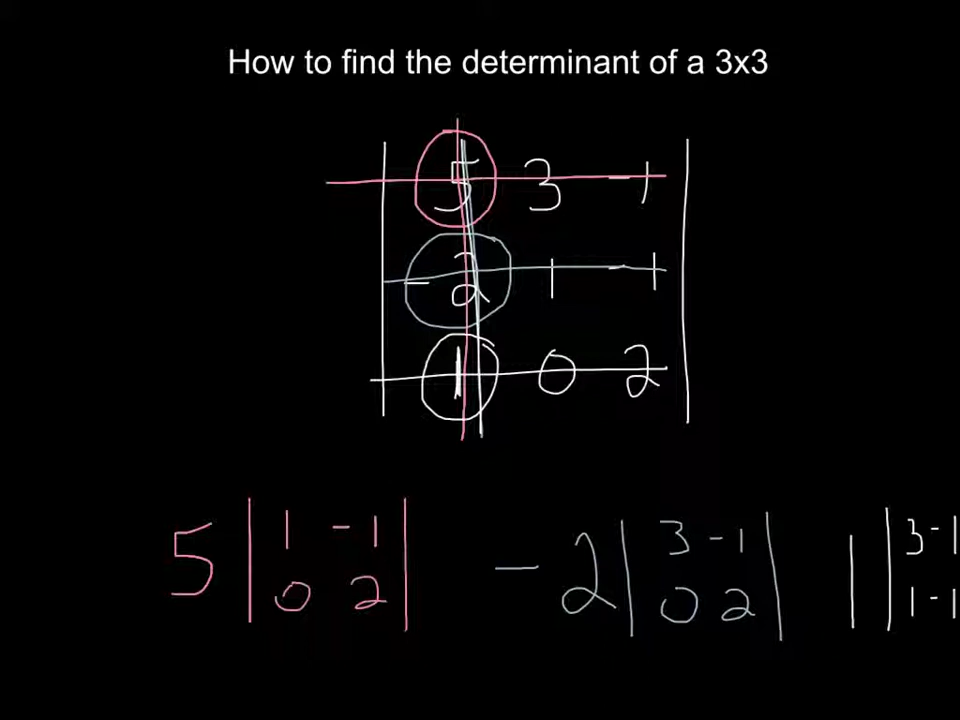 How to find the determinant of a 3x3
5 3 -1
-2 1 -1
1 0 2
5 | 1 -1 | -2 | 3 -1 | 1 | 3 -1
0 2 0 2 1 -1